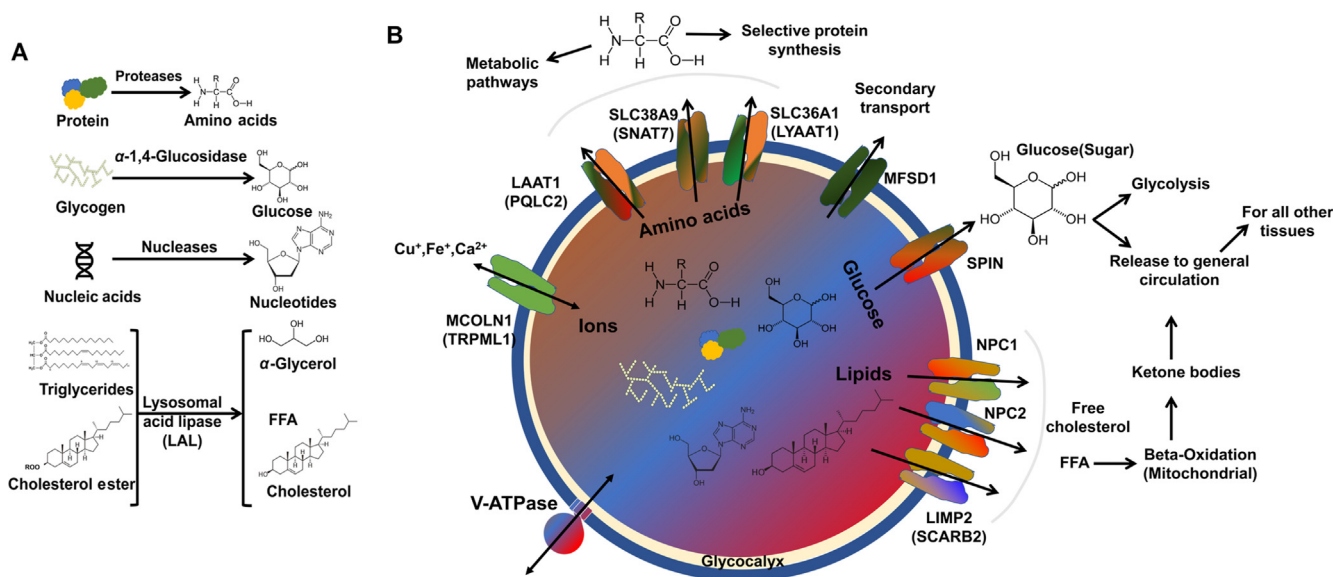 A
Proteases
Protein
Amino acids
α-1,4-Glucosidase
Glycogen
Glucose
Nucleases
Nucleic acids
Nucleotides
Triglycerides
Cholesterol ester
Lysosomal
acid lipase
(LAL)
α-Glycerol
FFA
Cholesterol
B
Metabolic
pathways
Selective protein
synthesis
SLC38A9
(SNAT7)
SLC36A1
(LYAAT1)
Secondary
transport
LAAT1
(PQLC2)
MFSD1
Amino acids
Cu⁺,Fe⁺,Ca²⁺
MCOLN1
(TRPML1)
Ions
Glucose
SPIN
Glucose(Sugar)
Glycolysis
For all other
tissues
Release to general
circulation
Lipids
NPC1
NPC2
Ketone bodies
Free
cholesterol
FFA
Beta-Oxidation
(Mitochondrial)
LIMP2
(SCARB2)
V-ATPase
Glycocalyx